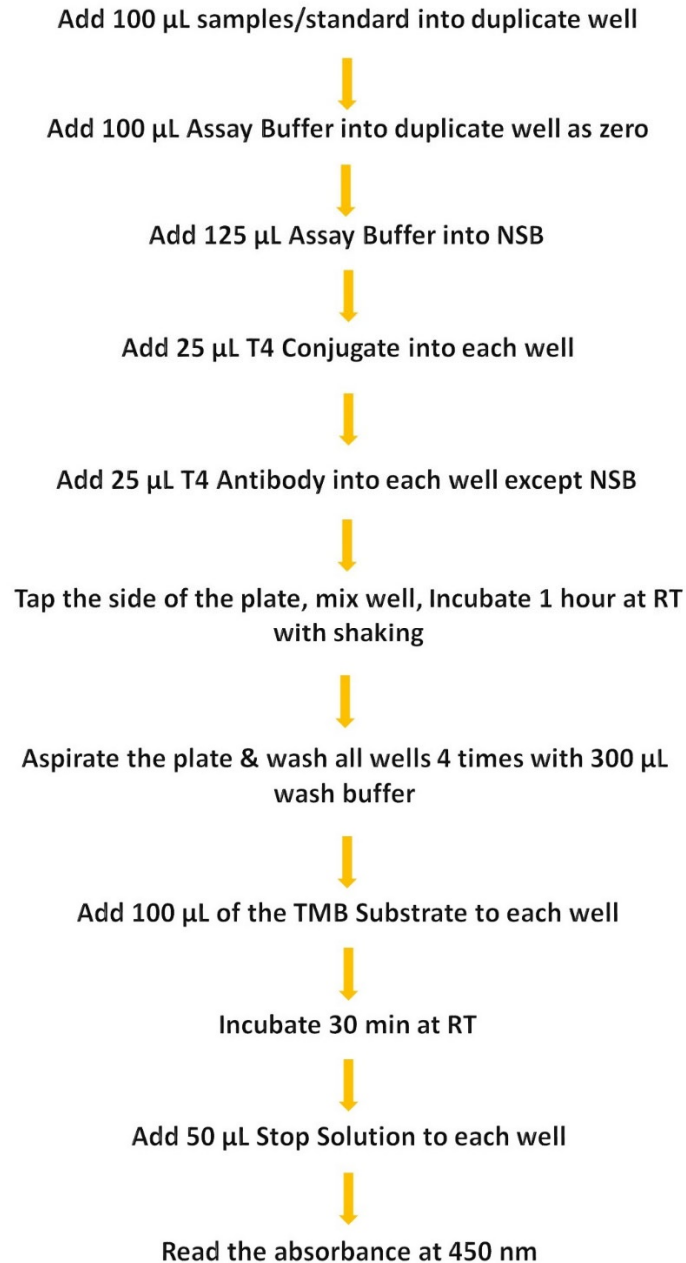 Add 100 µL samples/standard into duplicate well
Add 100 µL Assay Buffer into duplicate well as zero
Add 125 µL Assay Buffer into NSB
Add 25 µL T4 Conjugate into each well
Add 25 µL T4 Antibody into each well except NSB
Tap the side of the plate, mix well, Incubate 1 hour at RT
with shaking
Aspirate the plate & wash all wells 4 times with 300 µL
wash buffer
Add 100 µL of the TMB Substrate to each well
Incubate 30 min at RT
Add 50 µL Stop Solution to each well
Read the absorbance at 450 nm